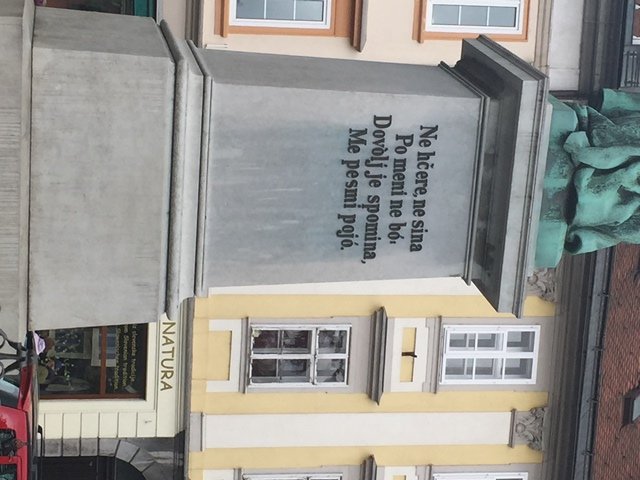 Ne hčere, ne sina
Po meni ne bó:
Dovòlj je spomina,
Me pesmi pojó.
NATURA